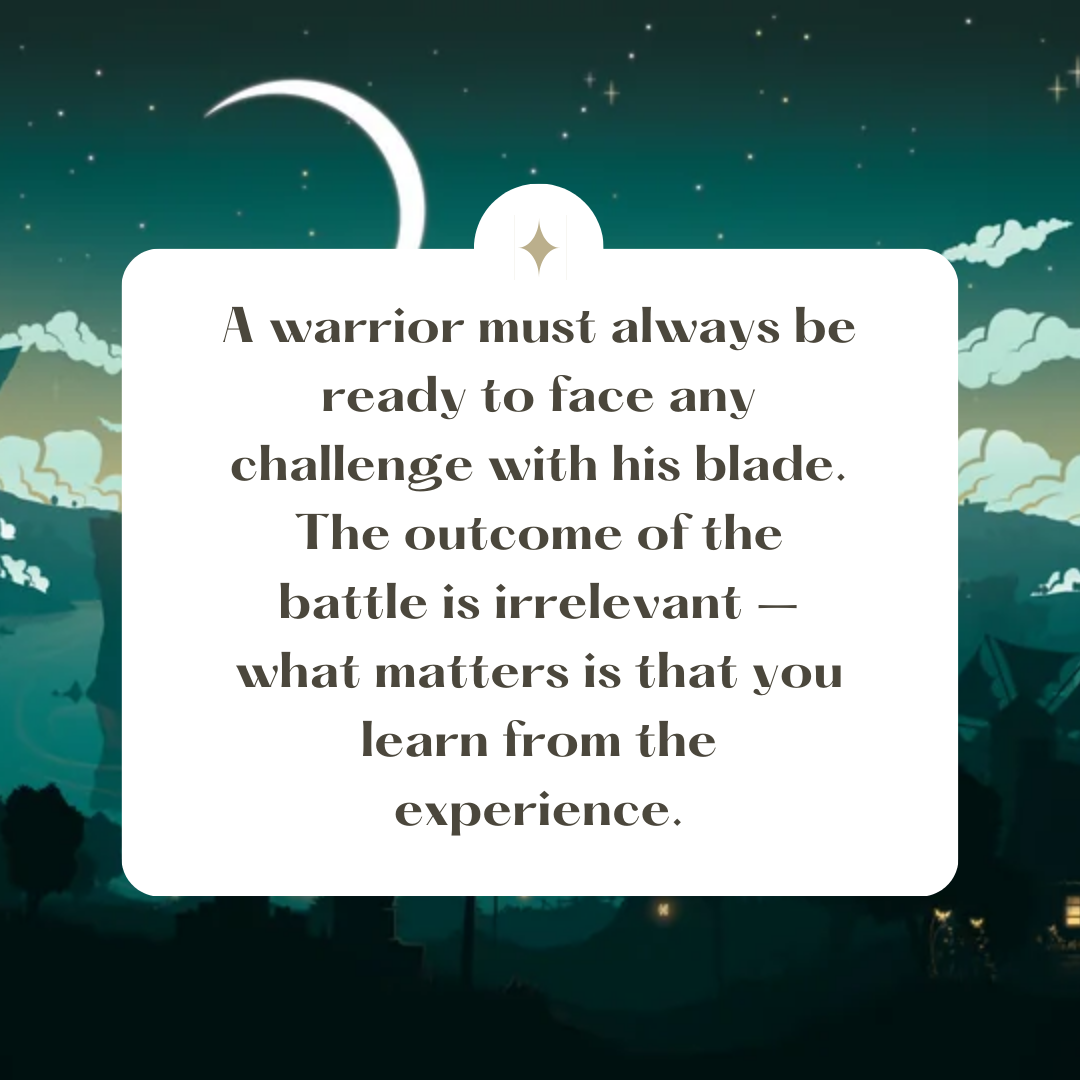 A warrior must always be
ready to face any
challenge with his blade.
The outcome of the
battle is irrelevant —
what matters is that you
learn from the
experience.